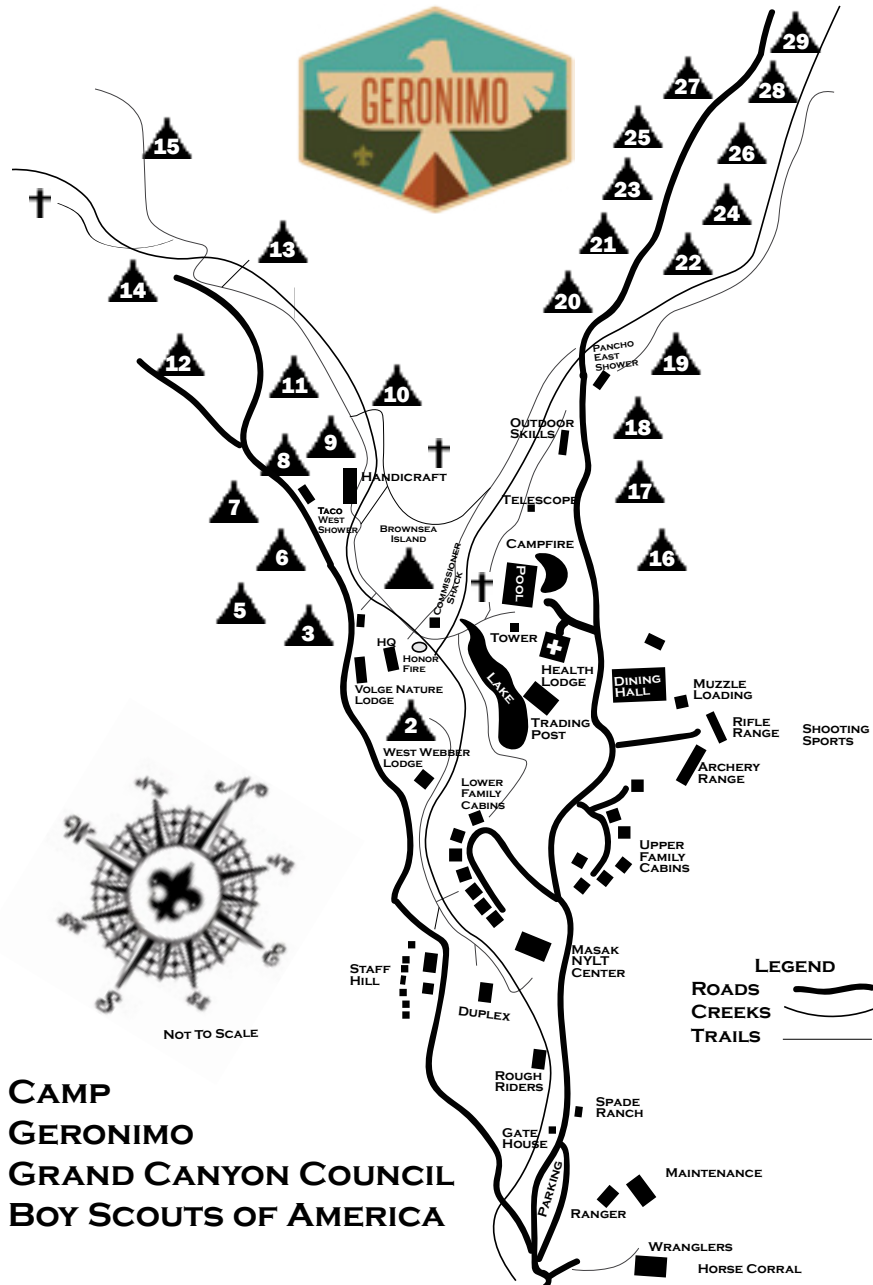 GERONIMO
29
27
28
15
25
26
23
24
13
21
22
14
20
PANCHO
EAST
SHOWER
12
19
11
10
OUTDOOR
SKILLS
18
9
8
HANDICRAFT
17
7
TACO
WEST
SHOWER
TELESCOPE
BROWNSEA
ISLAND
CAMPFIRE
6
16
POOL
COMMISSIONER
SHACK
5
3
TOWER
HQ
HONOR
FIRE
HEALTH
LODGE
DINING
HALL
MUZZLE
LOADING
VOLGE NATURE
LODGE
LAKE
TRADING
POST
RIFLE
RANGE
SHOOTING
SPORTS
2
WEST WEBBER
LODGE
ARCHERY
RANGE
LOWER
FAMILY
CABINS
UPPER
FAMILY
CABINS
N
NW
W
NE
SW
E
S
SE
NOT TO SCALE
STAFF
HILL
MASAK
NYLT
CENTER
DUPLEX
LEGEND
ROADS
CREEKS
TRAILS
ROUGH
RIDERS
SPADE
RANCH
GATE
HOUSE
PARKING
MAINTENANCE
RANGER
WRANGLERS
HORSE CORRAL
CAMP
GERONIMO
GRAND CANYON COUNCIL
BOY SCOUTS OF AMERICA